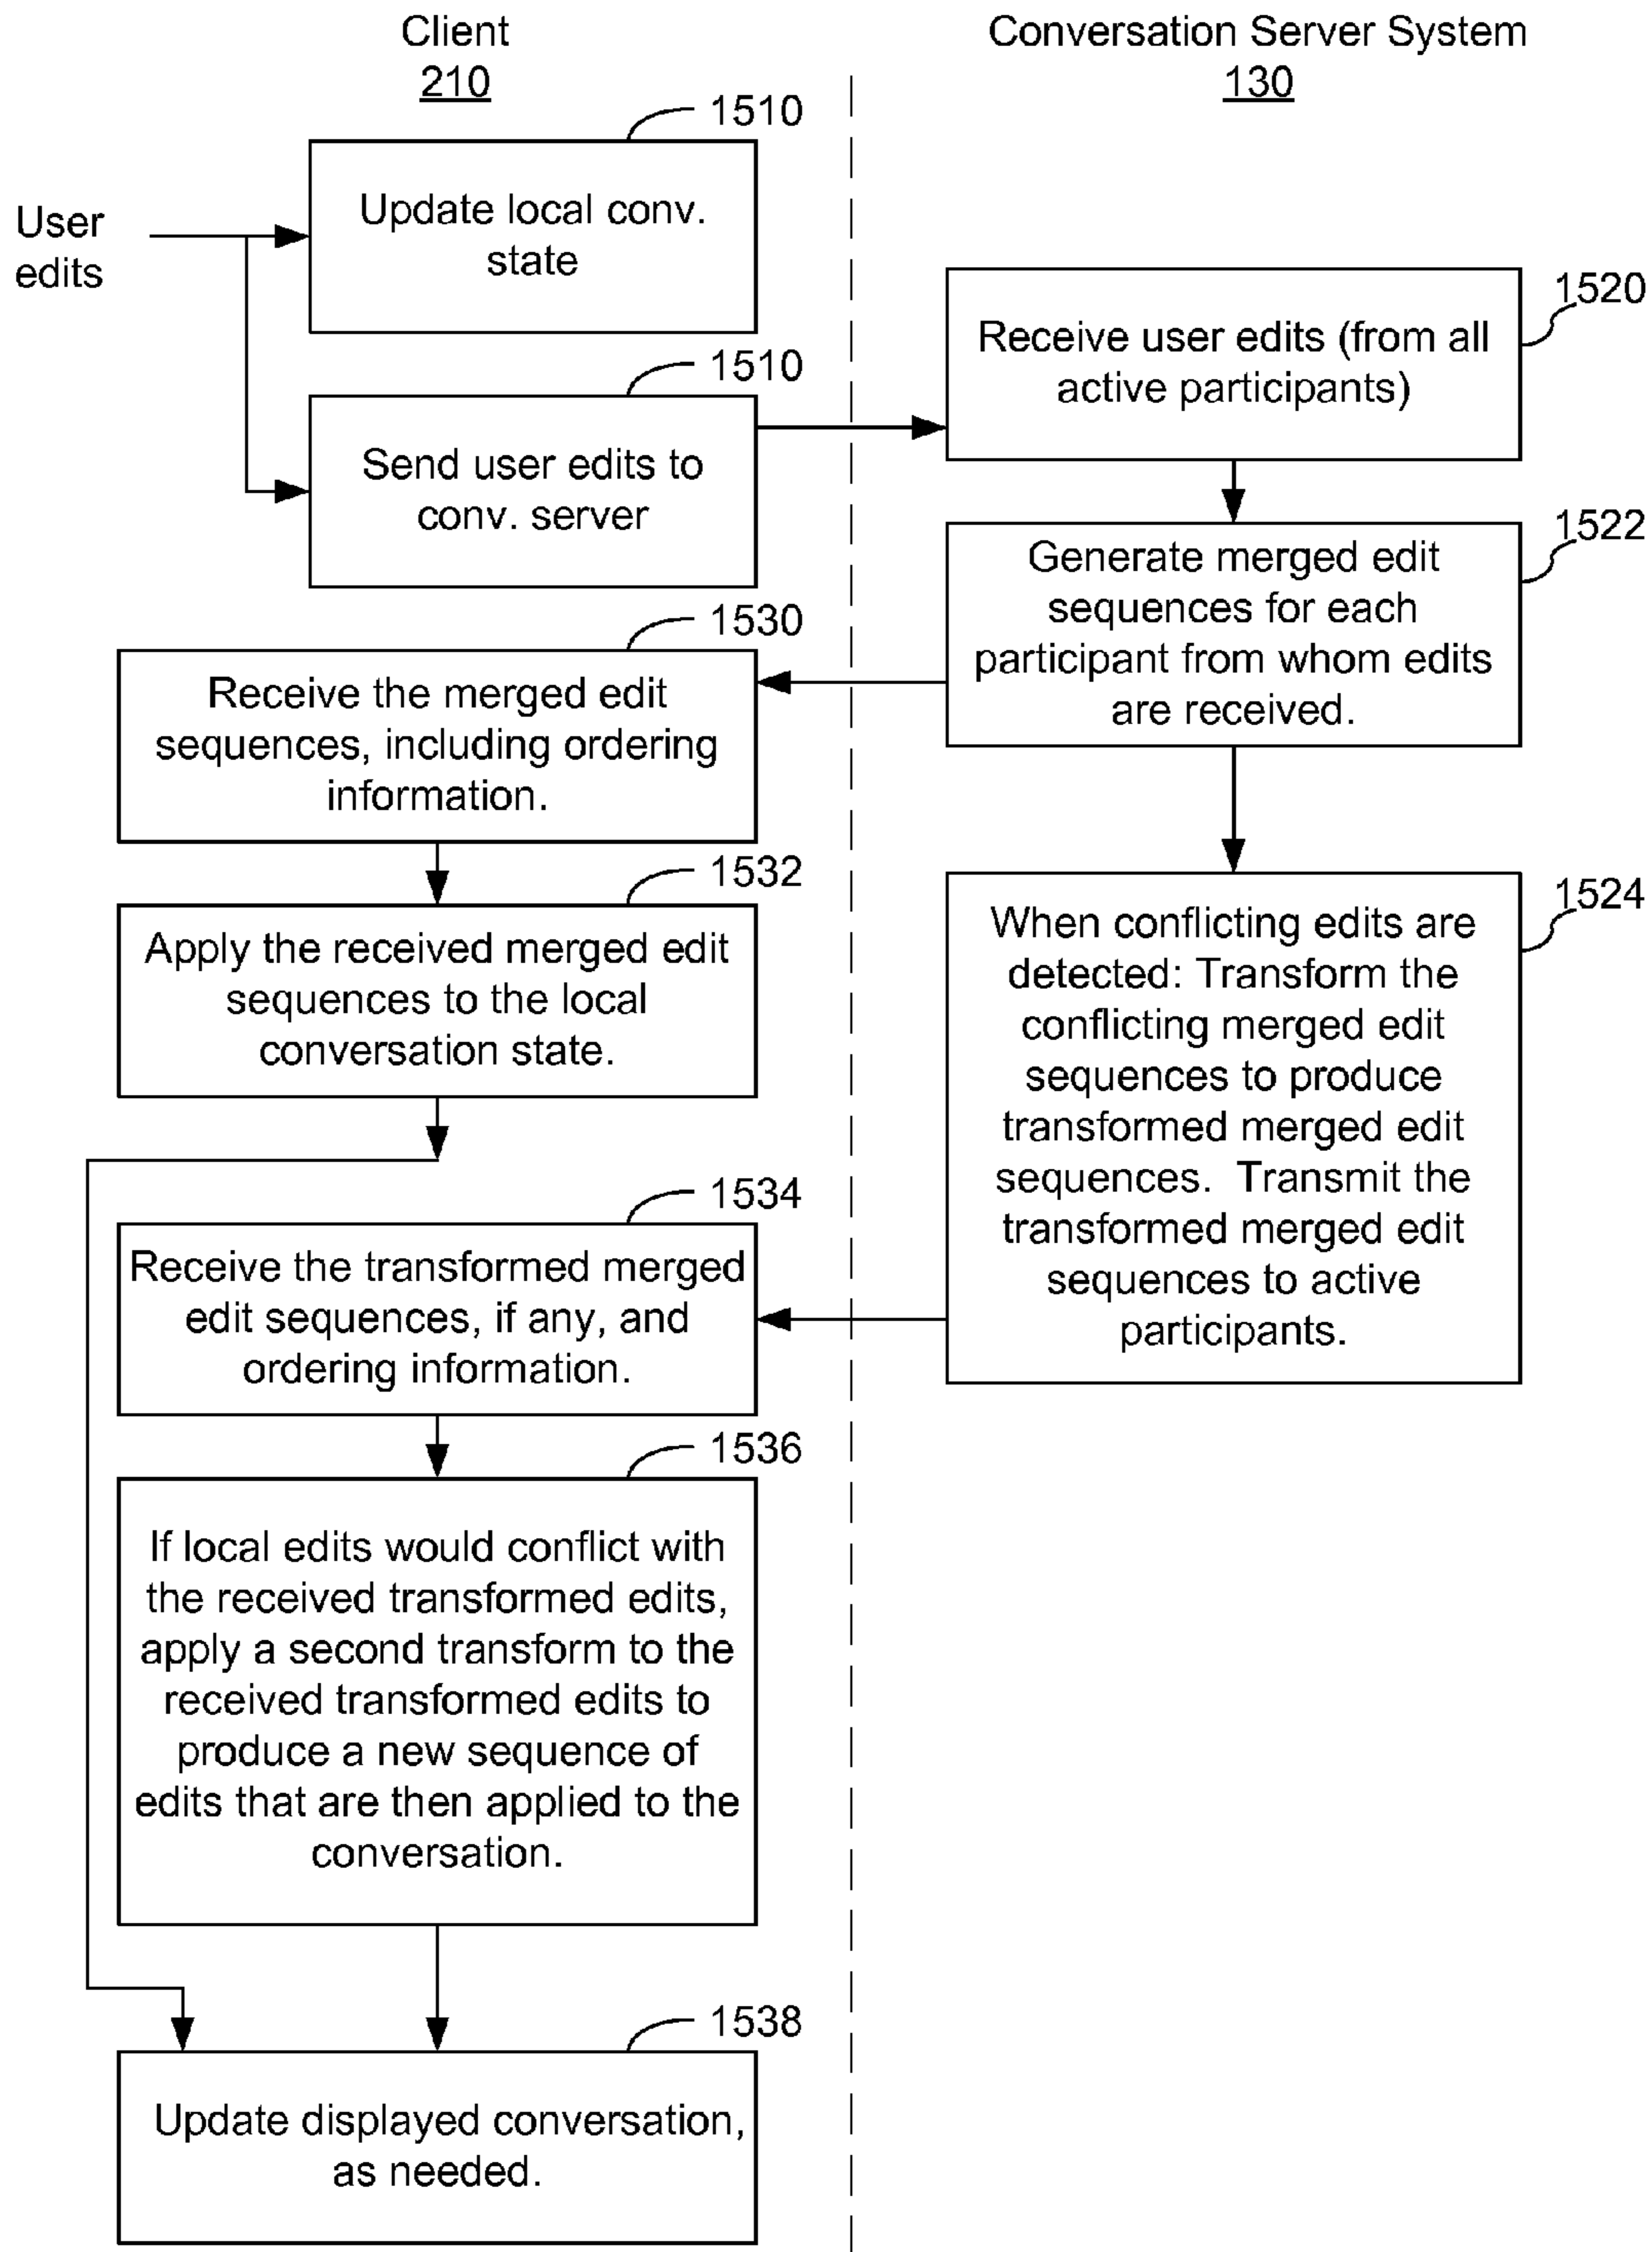 Client
210
Conversation Server System
130
1510
Update local conv.
state
User
edits
1510
Send user edits to
conv. server
1520
Receive user edits (from all
active participants)
1522
Generate merged edit
sequences for each
participant from whom edits
are received.
1530
Receive the merged edit
sequences, including ordering
information.
1532
Apply the received merged edit
sequences to the local
conversation state.
1524
When conflicting edits are
detected: Transform the
conflicting merged edit
sequences to produce
transformed merged edit
sequences.  Transmit the
transformed merged edit
sequences to active
participants.
1534
Receive the transformed merged
edit sequences, if any, and
ordering information.
1536
If local edits would conflict with
the received transformed edits,
apply a second transform to the
received transformed edits to
produce a new sequence of
edits that are then applied to the
conversation.
1538
Update displayed conversation,
as needed.